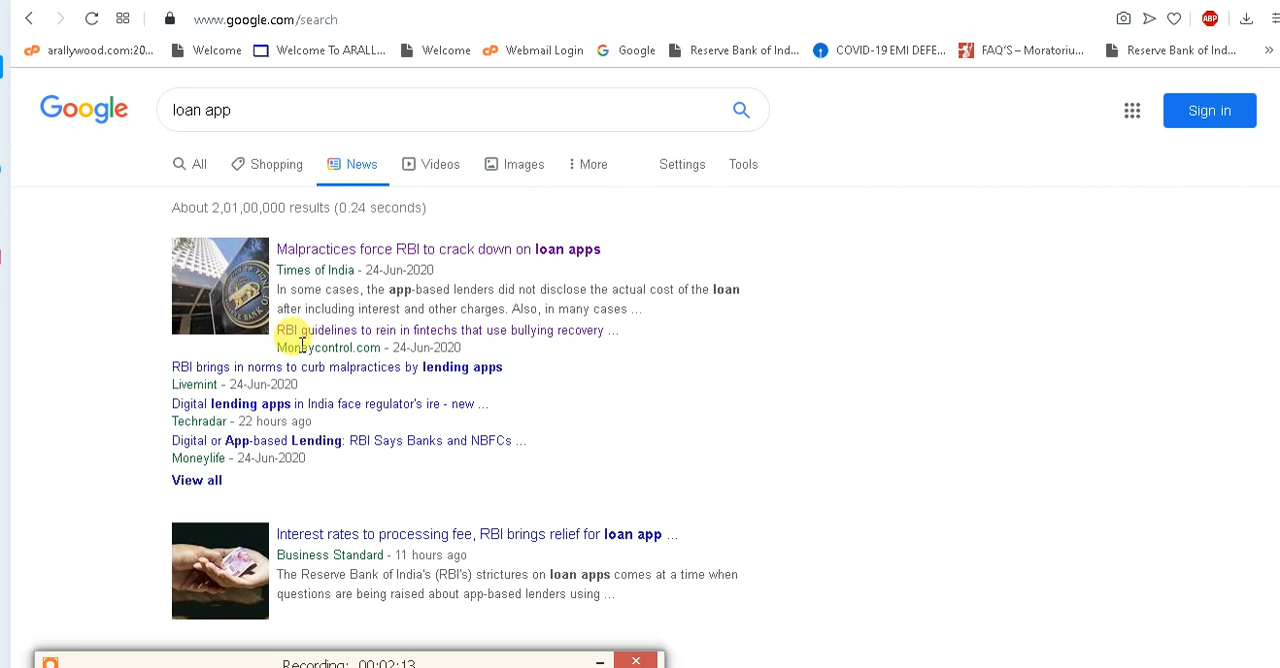 www.google.com/search
ABP
arallywood.com:20...
Welcome
Welcome To ARALL...
Welcome
Webmail Login
Google
Reserve Bank of Ind...
COVID-19 EMI DEFE...
FAQ'S – Moratoriu...
Reserve Bank of Ind...
»
Google
loan app
Sign in
All
Shopping
News
Videos
Images
More
Settings
Tools
About 2,01,00,000 results (0.24 seconds)
Malpractices force RBI to crack down on loan apps
Times of India - 24-Jun-2020
In some cases, the app-based lenders did not disclose the actual cost of the loan
after including interest and other charges. Also, in many cases ...
RBI guidelines to rein in fintechs that use bullying recovery ...
Moneycontrol.com - 24-Jun-2020
RBI brings in norms to curb malpractices by lending apps
Livemint - 24-Jun-2020
Digital lending apps in India face regulator's ire - new ...
Techradar - 22 hours ago
Digital or App-based Lending: RBI Says Banks and NBFCs ...
Moneylife - 24-Jun-2020
View all
Interest rates to processing fee, RBI brings relief for loan app ...
Business Standard - 11 hours ago
The Reserve Bank of India's (RBI's) strictures on loan apps comes at a time when
questions are being raised about app-based lenders using ...
Recording: 00:02:13